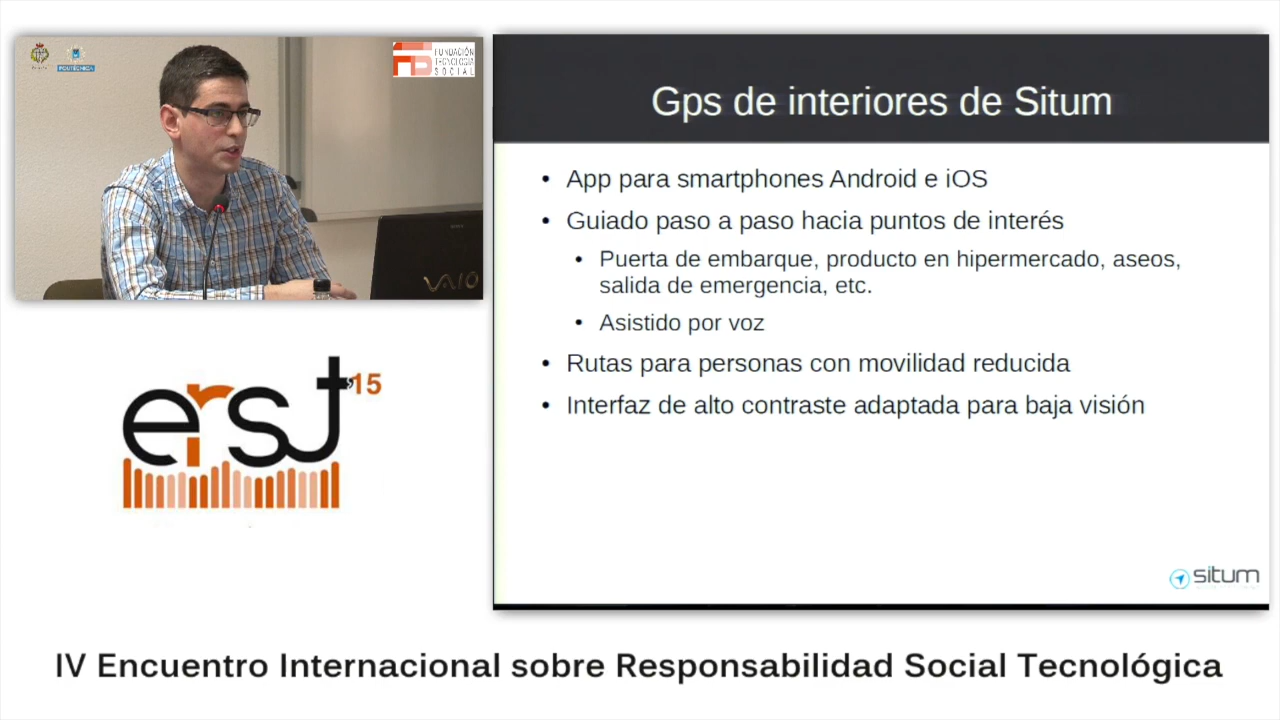 POLITÉCNICA
FUNDACIÓN
TECNOLOGÍA
SOCIAL
VAIO
erst'15
Gps de interiores de Situm
• App para smartphones Android e iOS
• Guiado paso a paso hacia puntos de interés
• Puerta de embarque, producto en hipermercado, aseos,
salida de emergencia, etc.
• Asistido por voz
• Rutas para personas con movilidad reducida
• Interfaz de alto contraste adaptada para baja visión
situm
IV Encuentro Internacional sobre Responsabilidad Social Tecnológica